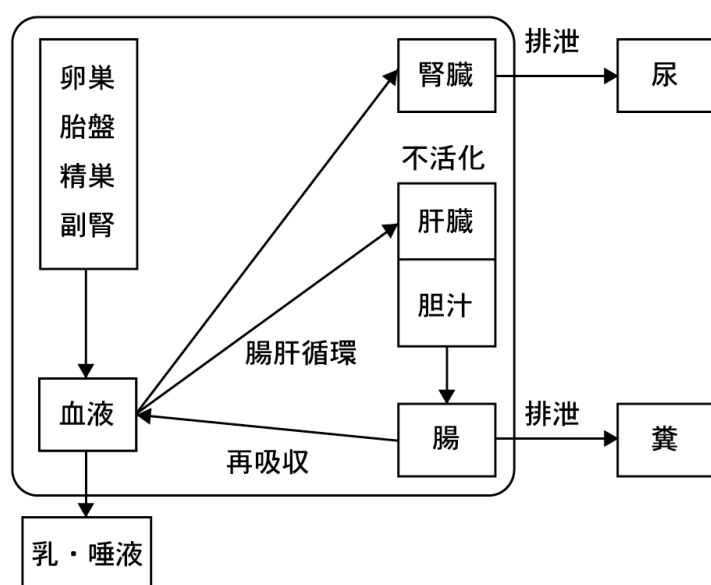 卵巣
胎盤
精巣
副腎
腎臓
排泄
尿
不活化
肝臓
胆汁
腸肝循環
血液
再吸収
腸
排泄
糞
乳・唾液